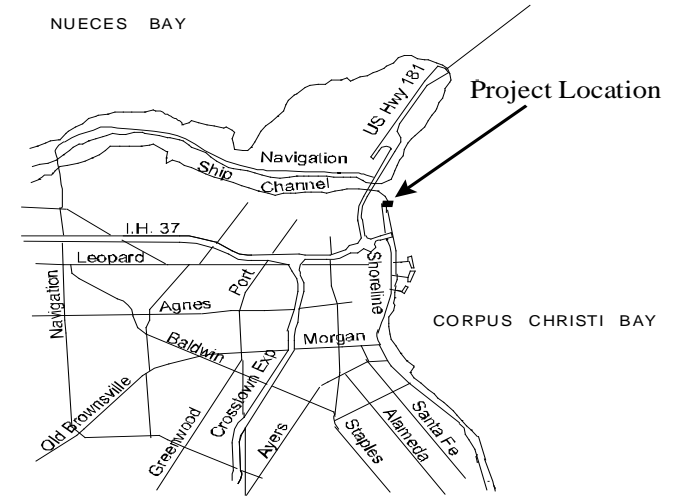 NUECES BAY
US Hwy 181
Project Location
Navigation
Ship
Channel
I.H. 37
Leopard
Port
Shoreline
Navigation
Agnes
CORPUS CHRISTI BAY
Baldwin
Morgan
Crosstown Exp
Old Brownsville
Greenwood
Ayers
Staples
Alameda
Santa Fe